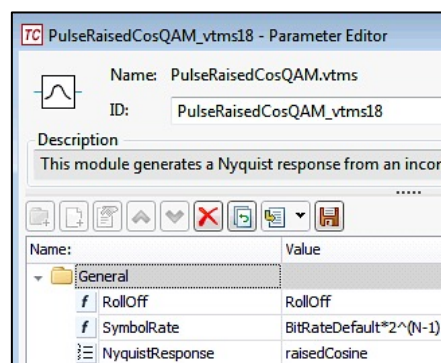 TC PulseRaisedCosQAM_vtms18 - Parameter Editor
Name: PulseRaisedCosQAM.vtms
ID: PulseRaisedCosQAM_vtms18
Description
This module generates a Nyquist response from an incor
Name: Value
General
f RollOff RollOff
f SymbolRate BitRateDefault*2^(N-1)
NyquistResponse raisedCosine